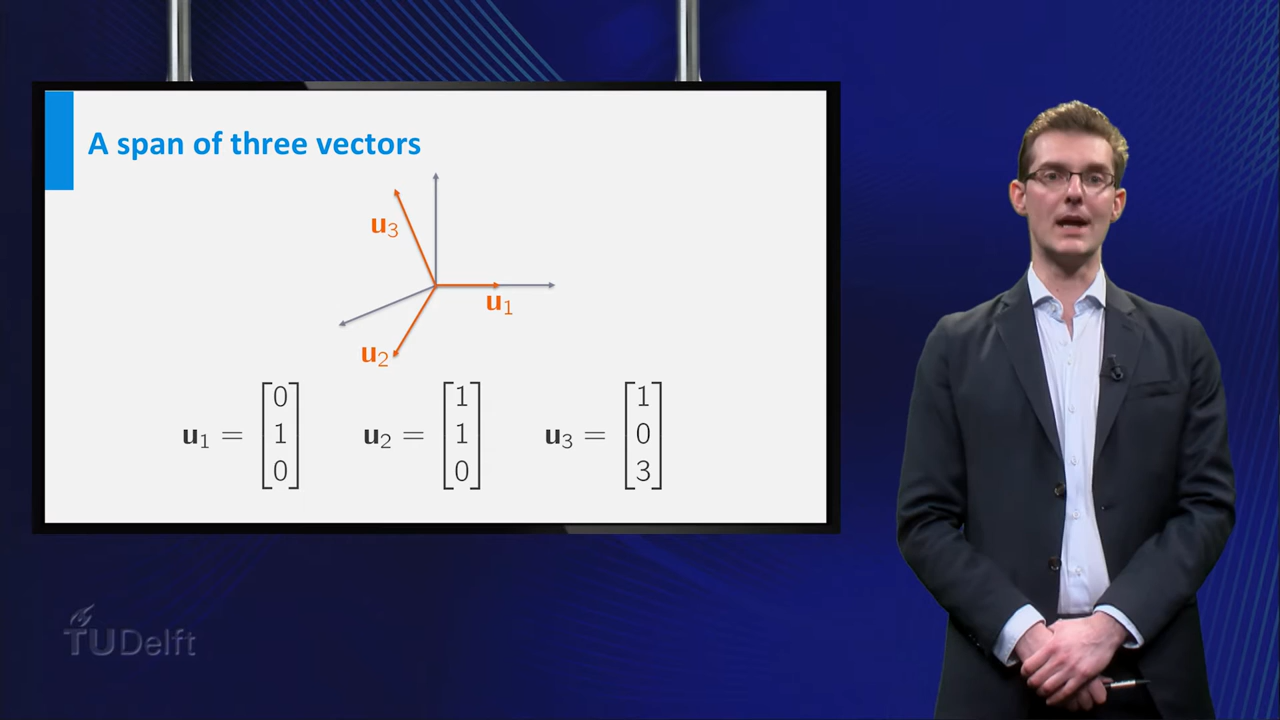 A span of three vectors
u3
u1
u2
u1 = [0 1 0] u2 = [1 1 0] u3 = [1 0 3]
TUDelft